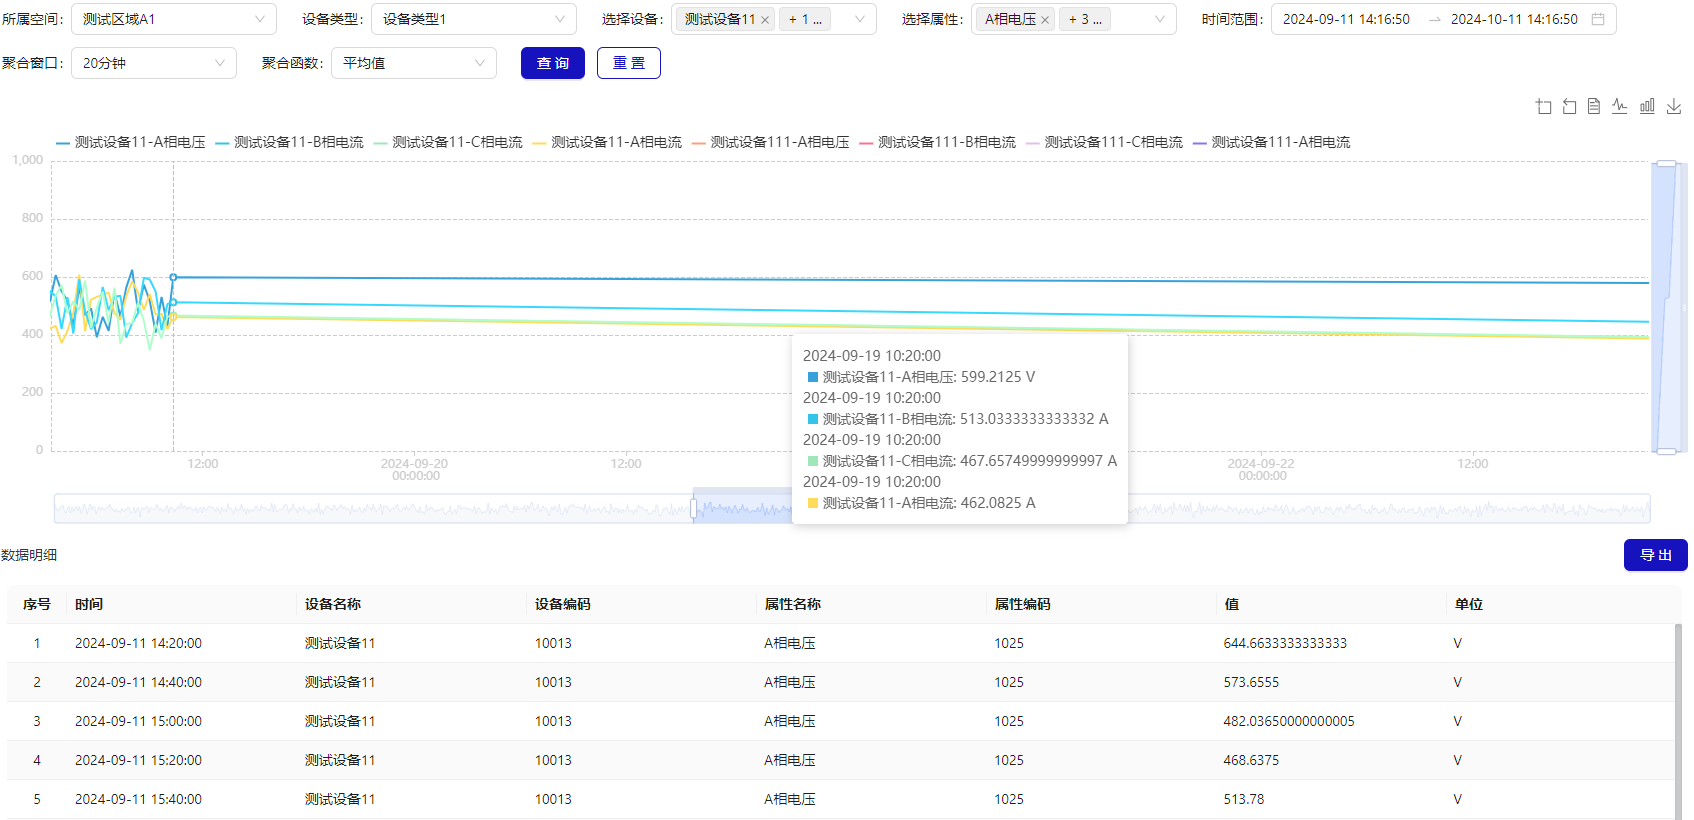 所属空间: 测试区域A1 设备类型: 设备类型1 选择设备: 测试设备11 × + 1 ... 选择属性: A相电压 × + 3 ... 时间范围: 2024-09-11 14:16:50 → 2024-10-11 14:16:50
聚合窗口: 20分钟 聚合函数: 平均值 查 询 重 置
测试设备11-A相电压 测试设备11-B相电流 测试设备11-C相电流 测试设备11-A相电流 测试设备111-A相电压 测试设备111-B相电流 测试设备111-C相电流 测试设备111-A相电流
1,000
800
600
400
200
0
12:00 2024-09-20 12:00 2024-09-22 12:00
00:00:00 00:00:00
2024-09-19 10:20:00
测试设备11-A相电压: 599.2125 V
2024-09-19 10:20:00
测试设备11-B相电流: 513.0333333333332 A
2024-09-19 10:20:00
测试设备11-C相电流: 467.65749999999997 A
2024-09-19 10:20:00
测试设备11-A相电流: 462.0825 A
数据明细 导 出
序号 时间 设备名称 设备编码 属性名称 属性编码 值 单位
1 2024-09-11 14:20:00 测试设备11 10013 A相电压 1025 644.6633333333333 V
2 2024-09-11 14:40:00 测试设备11 10013 A相电压 1025 573.6555 V
3 2024-09-11 15:00:00 测试设备11 10013 A相电压 1025 482.03650000000005 V
4 2024-09-11 15:20:00 测试设备11 10013 A相电压 1025 468.6375 V
5 2024-09-11 15:40:00 测试设备11 10013 A相电压 1025 513.78 V